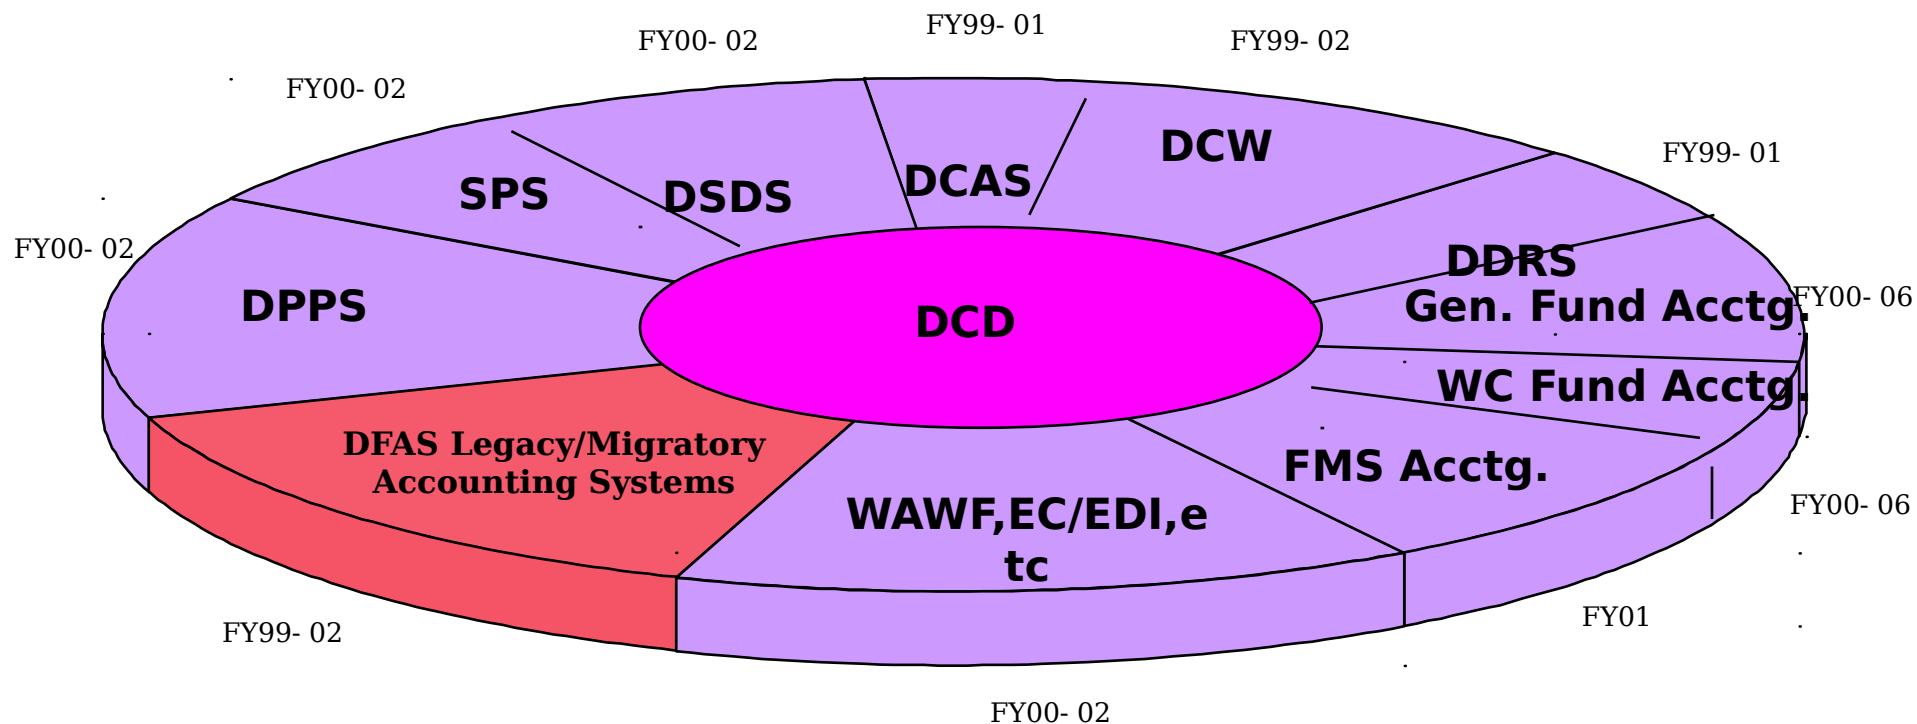 FY99- 01
FY00- 02
FY99- 02
FY00- 02
FY99- 01
DCW
DCAS
SPS
DSDS
FY00- 02
DDRS
FY00- 06
DPPS
Gen. Fund Acctg.
DCD
WC Fund Acctg.
DFAS Legacy/Migratory
Accounting Systems
FMS Acctg.
FY00- 06
WAWF,EC/EDI,e
tc
FY01
FY99- 02
FY00- 02